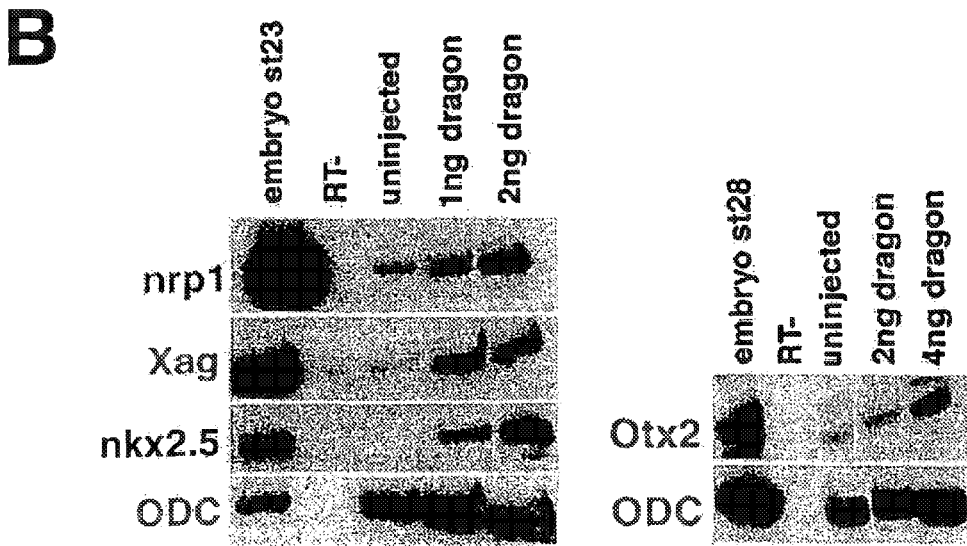 B
embryo st23
RT-
uninjected
1ng dragon
2ng dragon
nrp1
Xag
nkx2.5
ODC
embryo st28
RT-
uninjected
2ng dragon
4ng dragon
Otx2
ODC